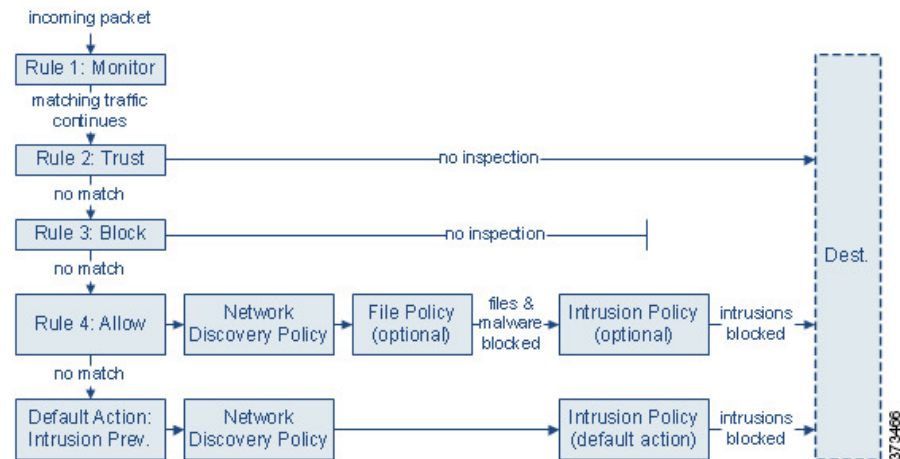 incoming packet
Rule 1: Monitor
matching traffic
continues
Rule 2: Trust
no inspection
no match
Rule 3: Block
no inspection
no match
Rule 4: Allow
Network
Discovery Policy
File Policy
(optional)
files &
malware
blocked
Intrusion Policy
(optional)
intrusions
blocked
no match
Default Action:
Intrusion Prev.
Network
Discovery Policy
Intrusion Policy
(default action)
intrusions
blocked
Dest.
373466